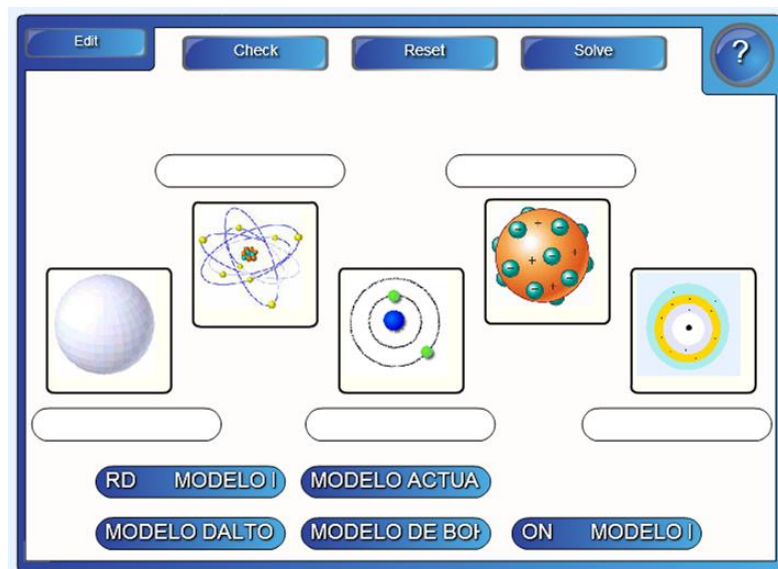 Edit
Check
Reset
Solve
?
RD MODELO I
MODELO ACTUA
MODELO DALTO
MODELO DE BOH
ON MODELO I